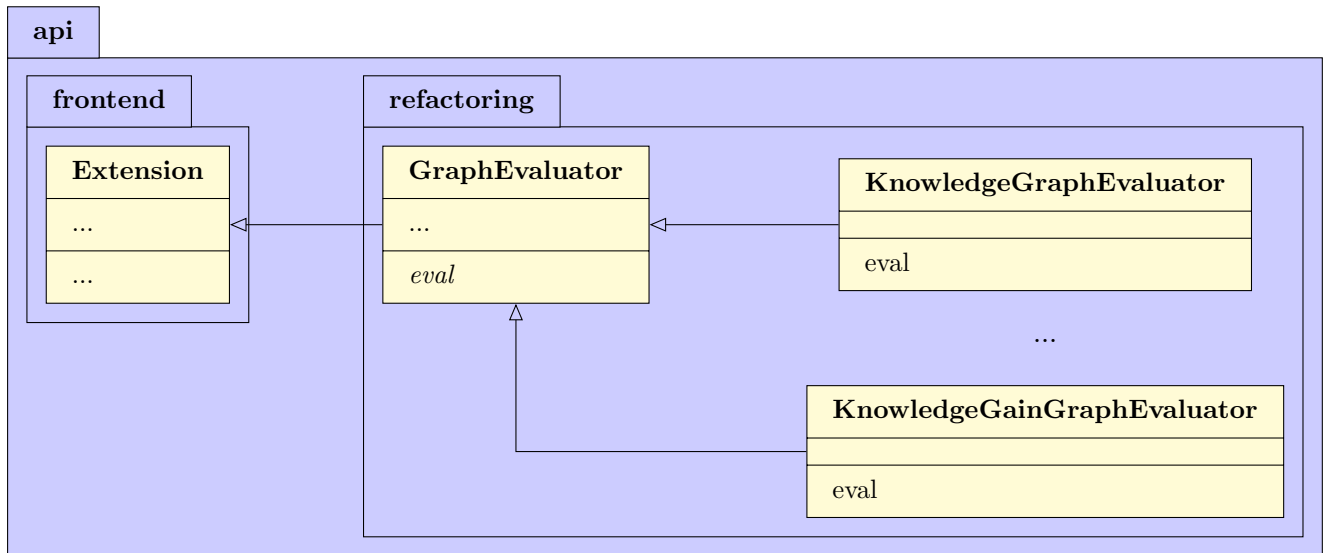 api
frontend
refactoring
Extension
...
...
GraphEvaluator
...
eval
KnowledgeGraphEvaluator
eval
...
KnowledgeGainGraphEvaluator
eval